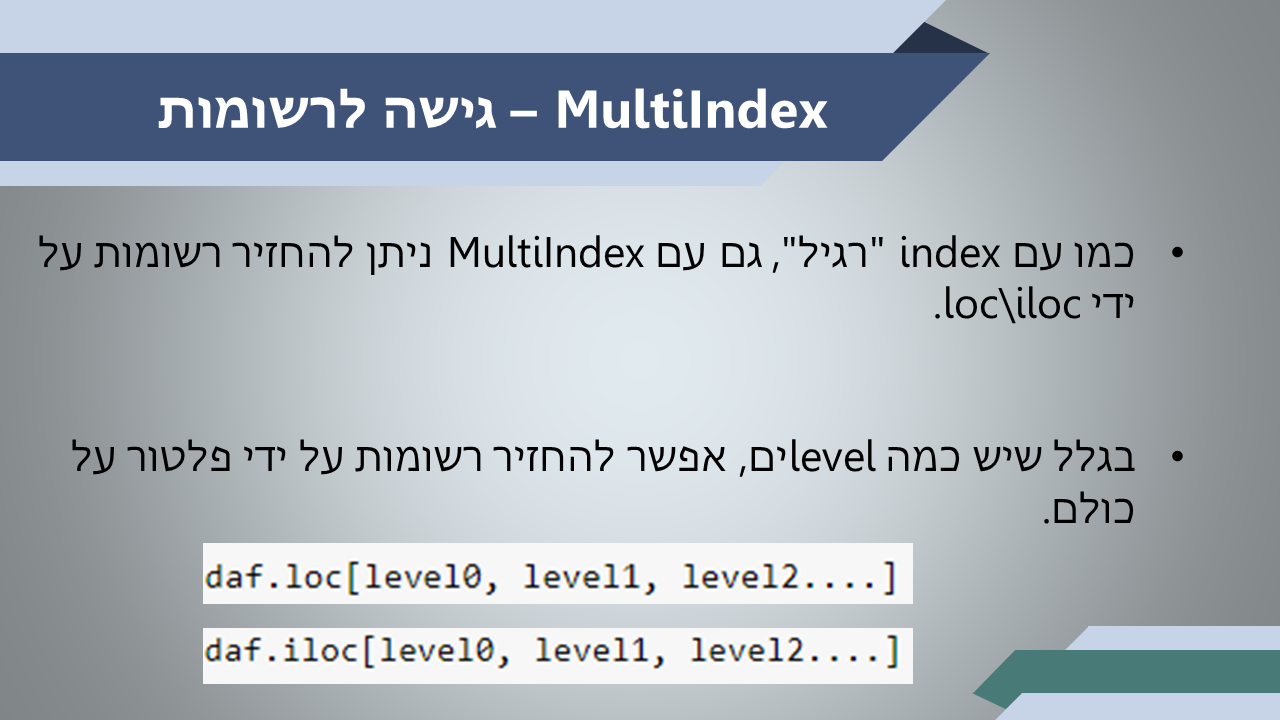 MultiIndex – גישה לרשומות
• כמו עם index "רגיל", גם עם MultiIndex ניתן להחזיר רשומות על
ידי loc\iloc.
• בגלל שיש כמה levelים, אפשר להחזיר רשומות על ידי פלטור על
כולם.
daf.loc[level0, level1, level2....]
daf.iloc[level0, level1, level2....]